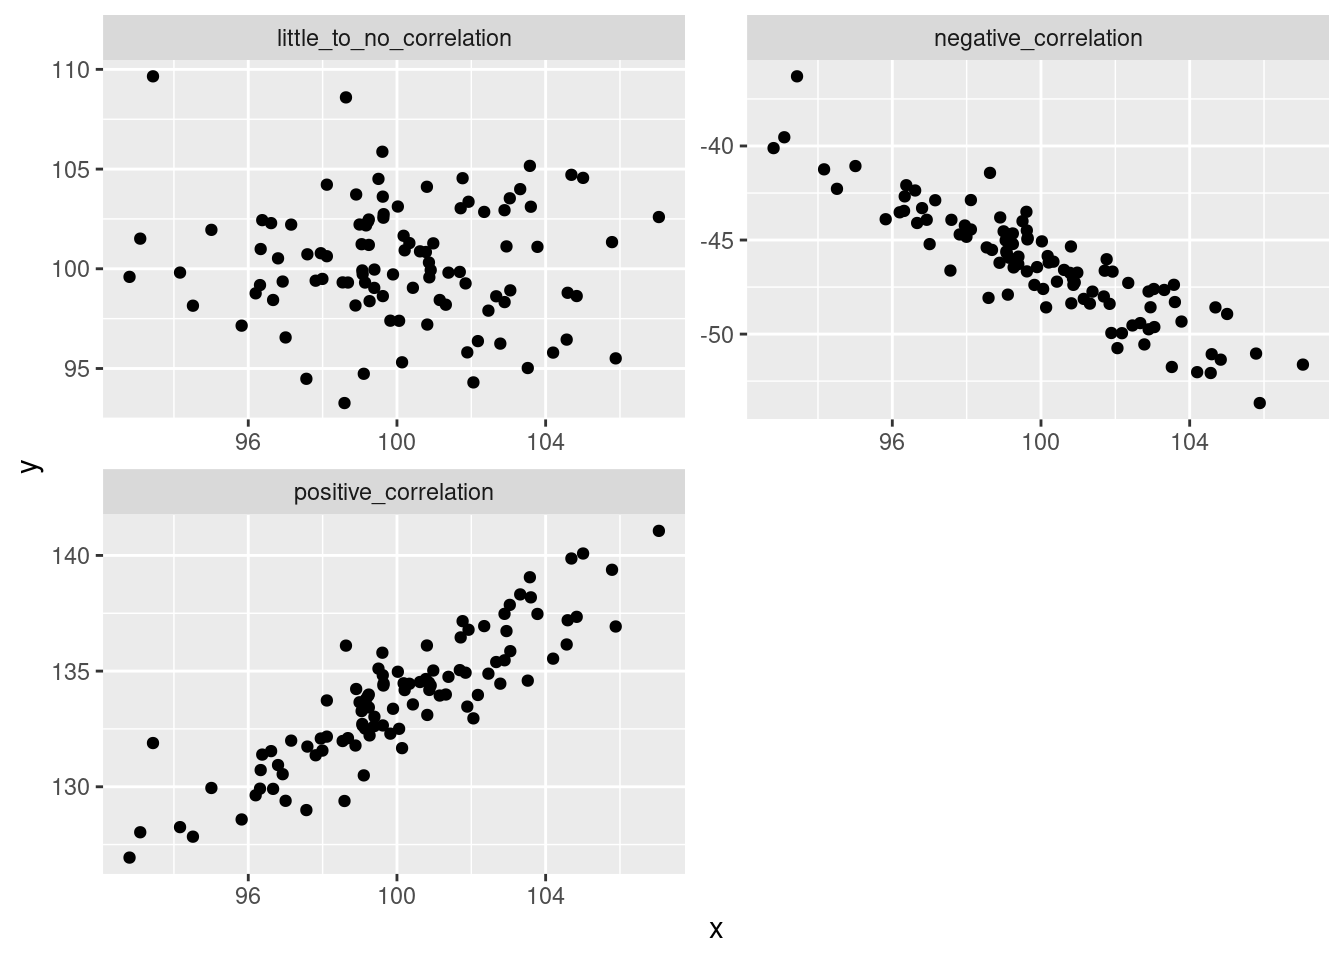 little_to_no_correlation
110
105
100
95
96 100 104
negative_correlation
-40
-45
-50
96 100 104
y
positive_correlation
140
135
130
96 100 104
x